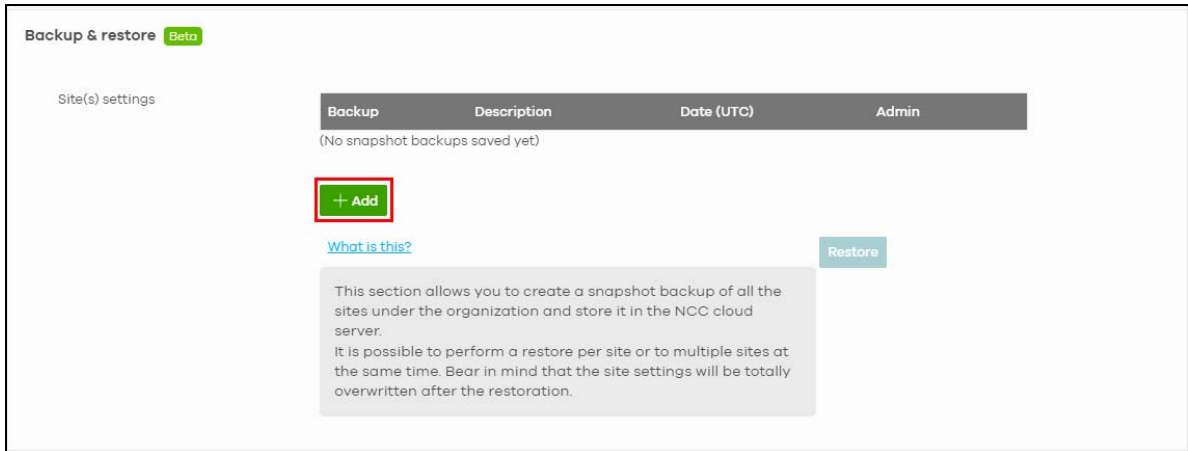 Backup & restore Beta
Site(s) settings
Backup Description Date (UTC) Admin
(No snapshot backups saved yet)
+ Add
What is this?
Restore
This section allows you to create a snapshot backup of all the
sites under the organization and store it in the NCC cloud
server.
It is possible to perform a restore per site or to multiple sites at
the same time. Bear in mind that the site settings will be totally
overwritten after the restoration.